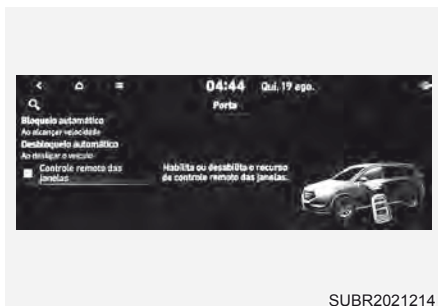 04:44 Qui, 19 ago.
Porta
Bloqueio automático
Ao alcançar velocidade
Desbloqueio automático
Ao desligar o veículo
Controle remoto das
janelas
Habilita ou desabilita o recurso
de controle remoto das janelas.
SUBR2021214